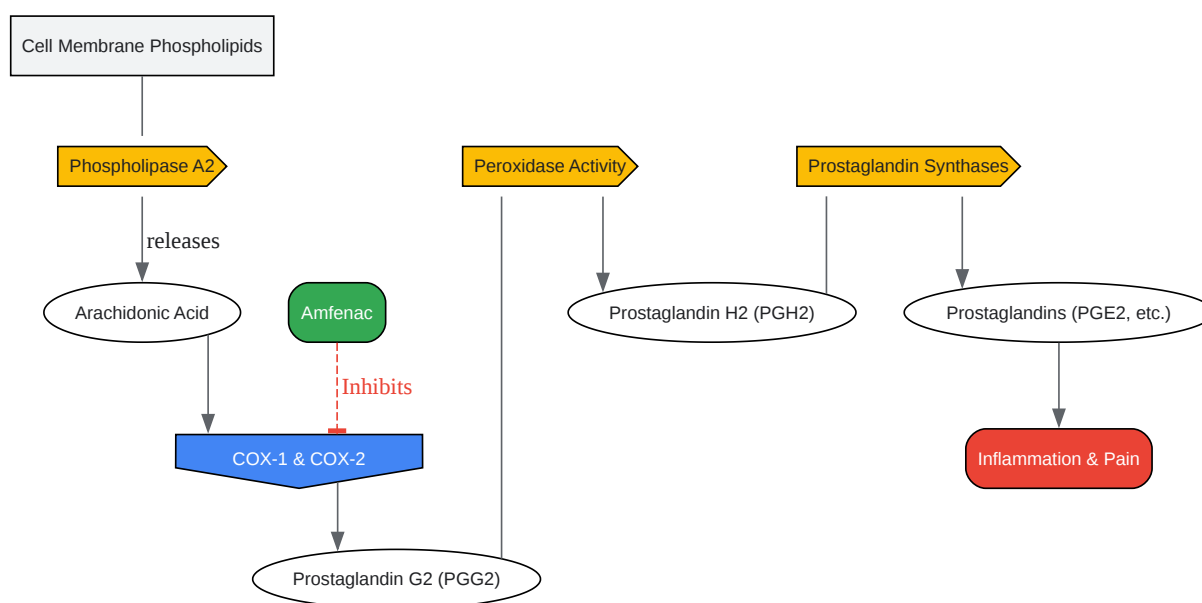 Cell Membrane Phospholipids
Phospholipase A2
Peroxidase Activity
Prostaglandin Synthases
releases
Arachidonic Acid
Amfenac
Prostaglandin H2 (PGH2)
Prostaglandins (PGE2, etc.)
Inhibits
COX-1 & COX-2
Inflammation & Pain
Prostaglandin G2 (PGG2)